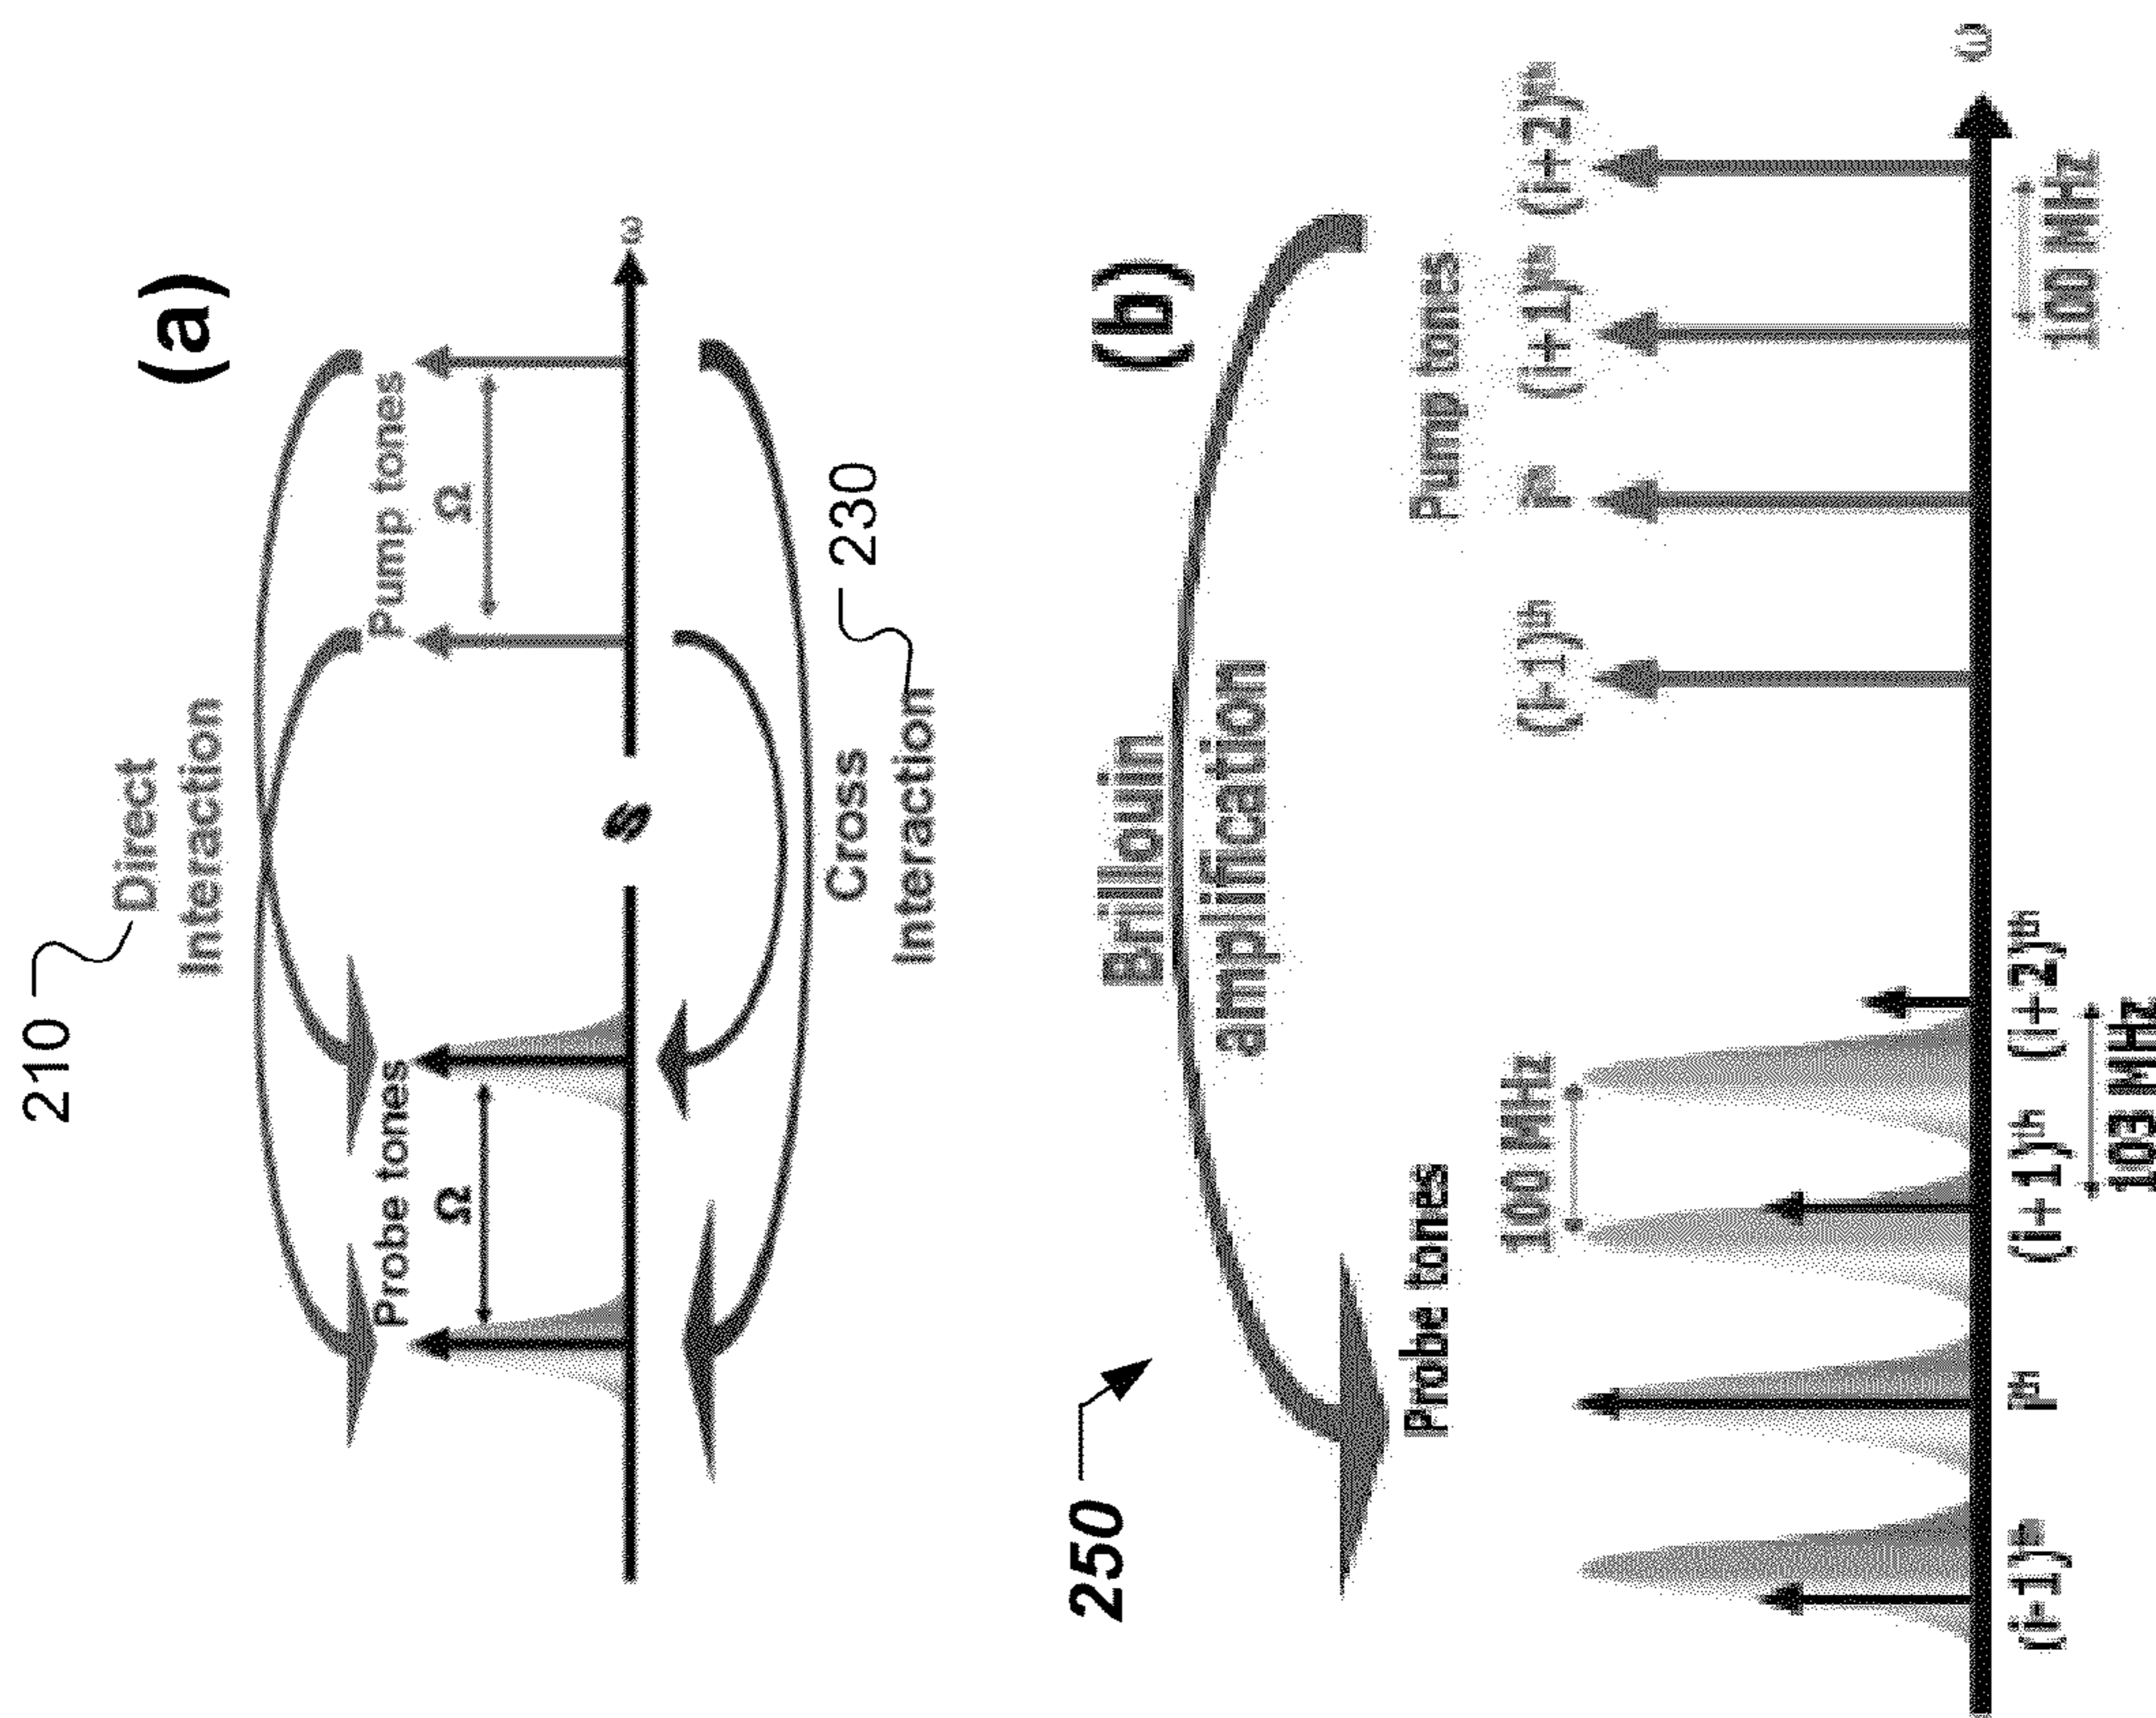 210
Direct
Interaction
(a)
Probe tones
Pump tones
Ω
Ω
ω
Cross
Interaction
230
250
Brillouin
amplification
(b)
Probe tones
Pump tones
100 MHz
(i-1)ᵗʰ
iᵗʰ
(i+1)ᵗʰ
(i+2)ᵗʰ
ω
(i-1)ᵗʰ
iᵗʰ
(i+1)ᵗʰ
(i+2)ᵗʰ
100 MHz
103 MHz